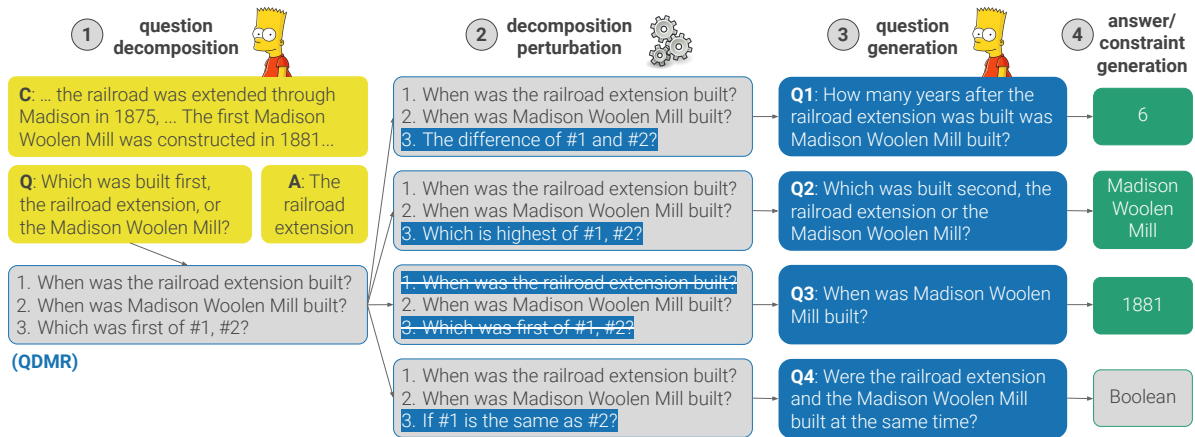 1 question decomposition
2 decomposition perturbation
3 question generation
4 answer/ constraint generation
C: ... the railroad was extended through
Madison in 1875, ... The first Madison
Woolen Mill was constructed in 1881...
Q: Which was built first,
the railroad extension, or
the Madison Woolen Mill?
A: The
railroad
extension
1. When was the railroad extension built?
2. When was Madison Woolen Mill built?
3. Which was first of #1, #2?
(QDMR)
1. When was the railroad extension built?
2. When was Madison Woolen Mill built?
3. The difference of #1 and #2?
Q1: How many years after the
railroad extension was built was
Madison Woolen Mill built?
6
1. When was the railroad extension built?
2. When was Madison Woolen Mill built?
3. Which is highest of #1, #2?
Q2: Which was built second, the
railroad extension or the
Madison Woolen Mill?
Madison
Woolen
Mill
1. When was the railroad extension built?
2. When was Madison Woolen Mill built?
3. Which was first of #1, #2?
Q3: When was Madison Woolen
Mill built?
1881
1. When was the railroad extension built?
2. When was Madison Woolen Mill built?
3. If #1 is the same as #2?
Q4: Were the railroad extension
and the Madison Woolen Mill
built at the same time?
Boolean